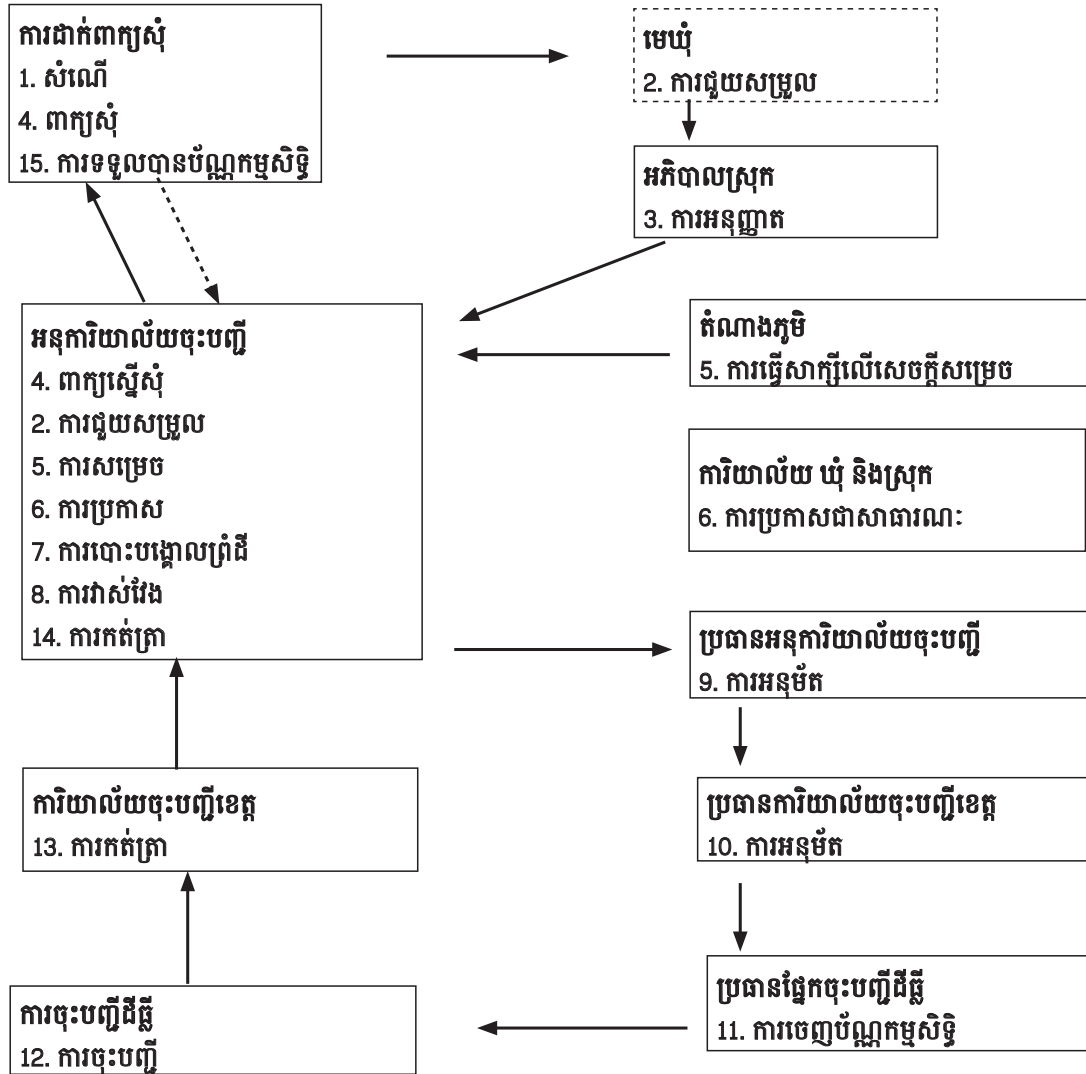 ការដាក់ពាក្យសុំ
1. សំណើ
4. ពាក្យសុំ
15. ការទទួលបានប័ណ្ណកម្មសិទ្ធិ
មេឃុំ
2. ការជួយសម្រួល
អភិបាលស្រុក
3. ការអនុញ្ញាត
អនុការិយាល័យចុះបញ្ជី
4. ពាក្យស្នើសុំ
2. ការជួយសម្រួល
5. ការសម្រេច
6. ការប្រកាស
7. ការបោះបង្គោលព្រំដី
8. ការវាស់វែង
14. ការកត់ត្រា
តំណាងភូមិ
5. ការធ្វើសាក្សីលើសេចក្តីសម្រេច
ការិយាល័យ ឃុំ និងស្រុក
6. ការប្រកាសជាសាធារណៈ
ប្រធានអនុការិយាល័យចុះបញ្ជី
9. ការអនុម័ត
ការិយាល័យចុះបញ្ជីខេត្ត
13. ការកត់ត្រា
ប្រធានការិយាល័យចុះបញ្ជីខេត្ត
10. ការអនុម័ត
ការចុះបញ្ជីដីធ្លី
12. ការចុះបញ្ជី
ប្រធានផ្នែកចុះបញ្ជីដីធ្លី
11. ការចេញប័ណ្ណកម្មសិទ្ធិ